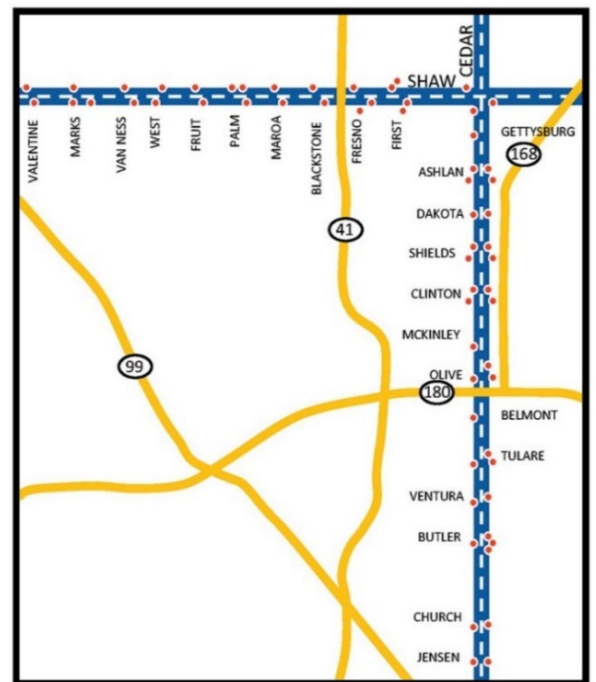 CEDAR
SHAW
VALENTINE
MARKS
VAN NESS
WEST
FRUIT
PALM
MAROA
BLACKSTONE
FRESNO
FIRST
GETTYSBURG
168
ASHLAN
DAKOTA
41
SHIELDS
CLINTON
MCKINLEY
99
OLIVE
180
BELMONT
TULARE
VENTURA
BUTLER
CHURCH
JENSEN